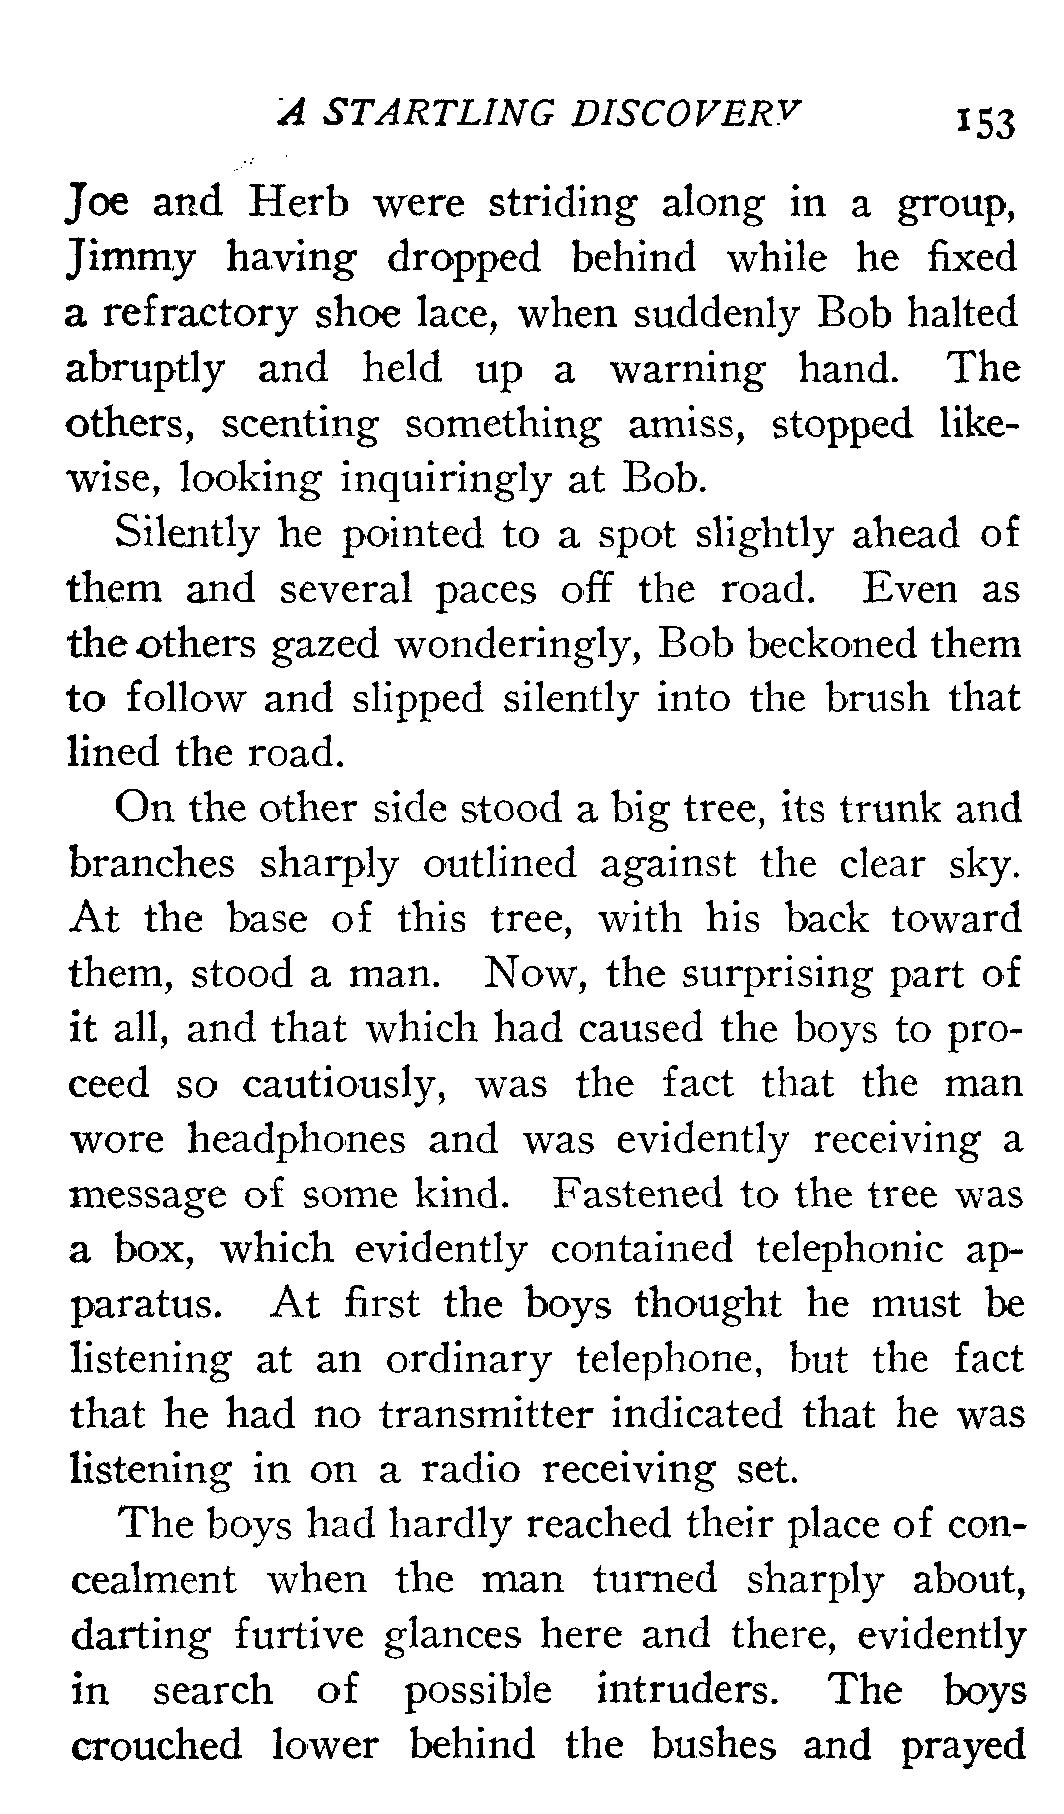 A STARTLING DISCOVERY 153
Joe and Herb were striding along in a group,
Jimmy having dropped behind while he fixed
a refractory shoe lace, when suddenly Bob halted
abruptly and held up a warning hand. The
others, scenting something amiss, stopped like-
wise, looking inquiringly at Bob.
Silently he pointed to a spot slightly ahead of
them and several paces off the road. Even as
the others gazed wonderingly, Bob beckoned them
to follow and slipped silently into the brush that
lined the road.
On the other side stood a big tree, its trunk and
branches sharply outlined against the clear sky.
At the base of this tree, with his back toward
them, stood a man. Now, the surprising part of
it all, and that which had caused the boys to pro-
ceed so cautiously, was the fact that the man
wore headphones and was evidently receiving a
message of some kind. Fastened to the tree was
a box, which evidently contained telephonic ap-
paratus. At first the boys thought he must be
listening at an ordinary telephone, but the fact
that he had no transmitter indicated that he was
listening in on a radio receiving set.
The boys had hardly reached their place of con-
cealment when the man turned sharply about,
darting furtive glances here and there, evidently
in search of possible intruders. The boys
crouched lower behind the bushes and prayed